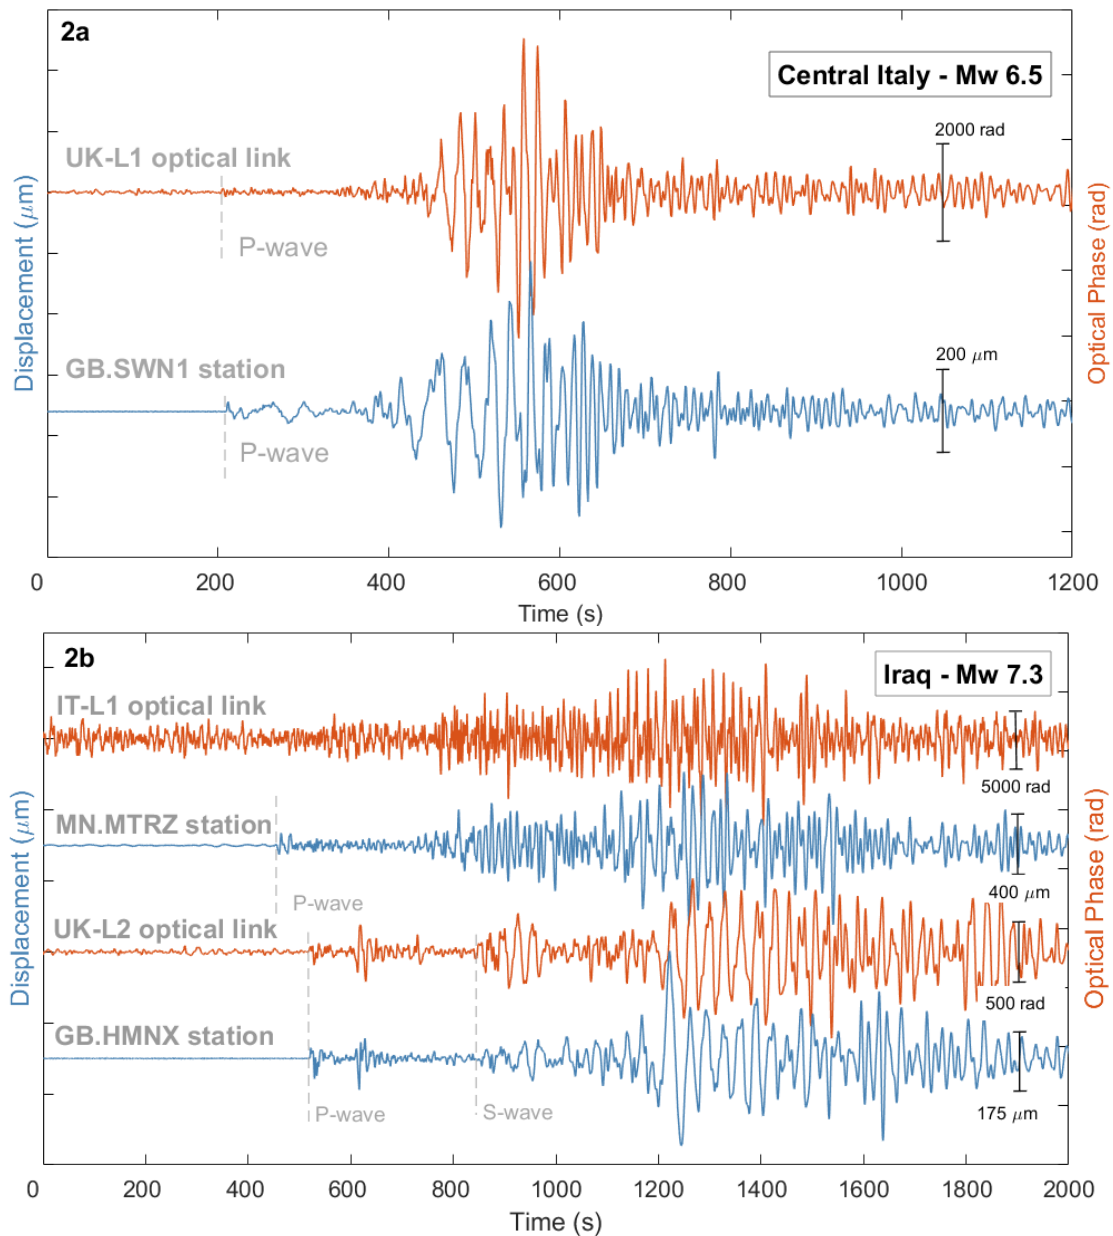 2a
Central Italy - Mw 6.5
2000 rad
UK-L1 optical link
P-wave
Displacement (μm)
Optical Phase (rad)
200 μm
GB.SWN1 station
P-wave
0 200 400 600 800 1000 1200
Time (s)
2b
Iraq - Mw 7.3
IT-L1 optical link
5000 rad
MN.MTRZ station
400 μm
P-wave
UK-L2 optical link
Displacement (μm)
Optical Phase (rad)
500 rad
GB.HMNX station
P-wave
S-wave
175 μm
0 200 400 600 800 1000 1200 1400 1600 1800 2000
Time (s)